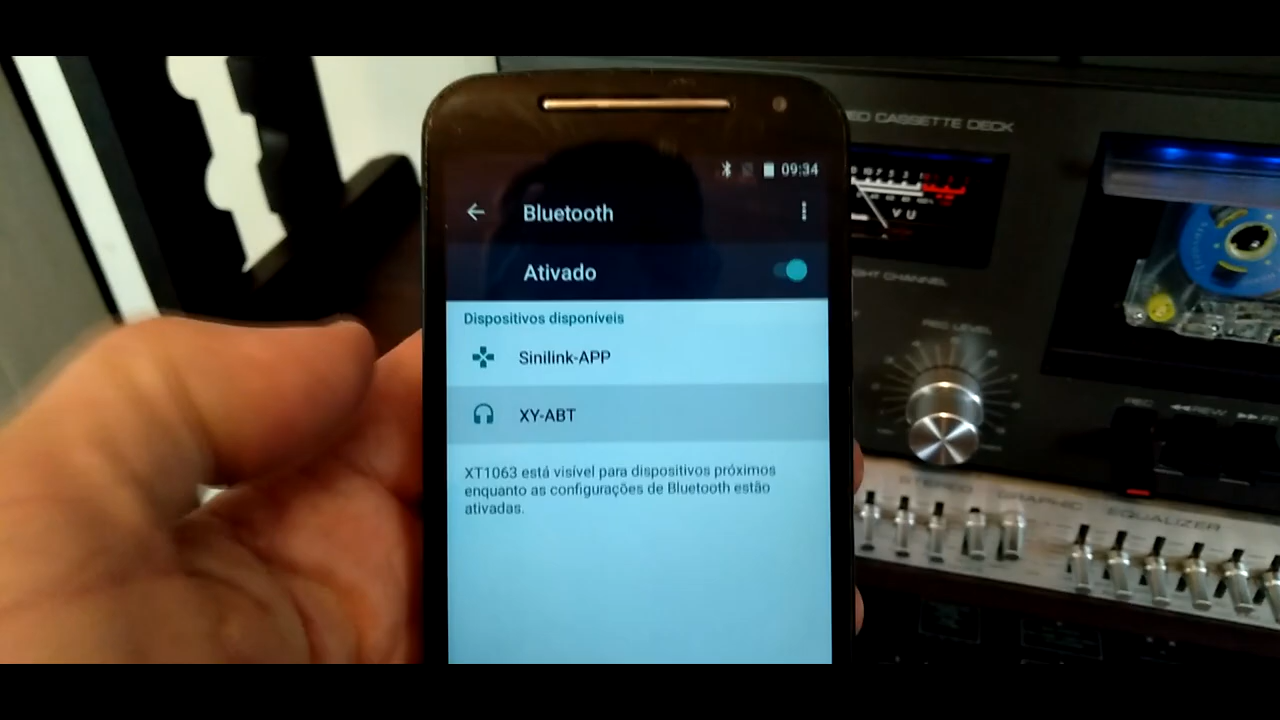 09:34
Bluetooth
Ativado
Dispositivos disponíveis
Sinilink-APP
XY-ABT
XT1063 está visível para dispositivos próximos
enquanto as configurações de Bluetooth estão
ativadas.
CASSETTE DECK
VU
CHANNEL
REC LEVEL
REC ◀◀REW ▶▶
STEREO GRAPHIC EQUALIZER